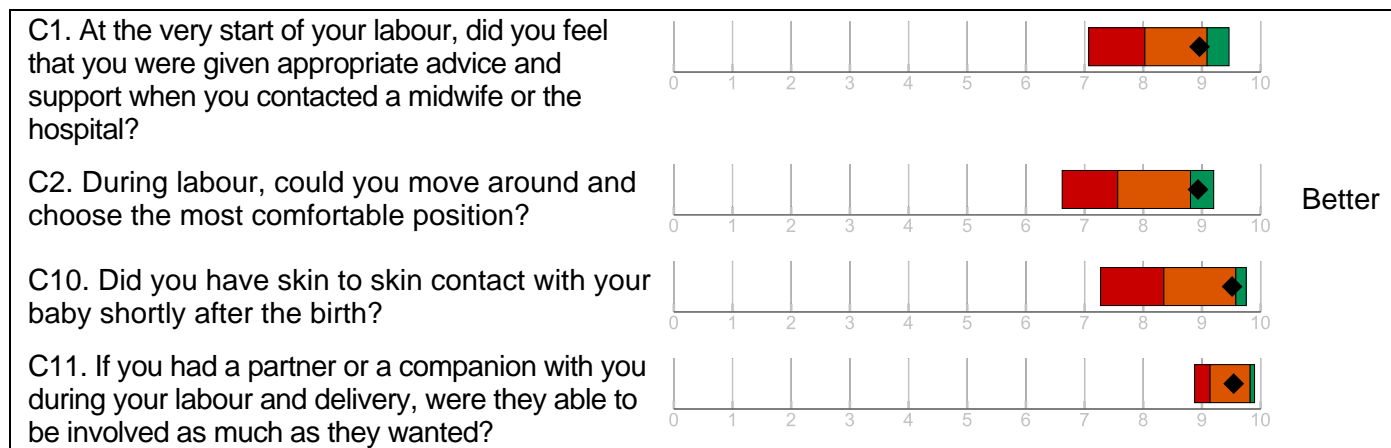 C1. At the very start of your labour, did you feel
that you were given appropriate advice and
support when you contacted a midwife or the
hospital?
0 1 2 3 4 5 6 7 8 9 10
C2. During labour, could you move around and
choose the most comfortable position?
0 1 2 3 4 5 6 7 8 9 10
Better
C10. Did you have skin to skin contact with your
baby shortly after the birth?
0 1 2 3 4 5 6 7 8 9 10
C11. If you had a partner or a companion with you
during your labour and delivery, were they able to
be involved as much as they wanted?
0 1 2 3 4 5 6 7 8 9 10